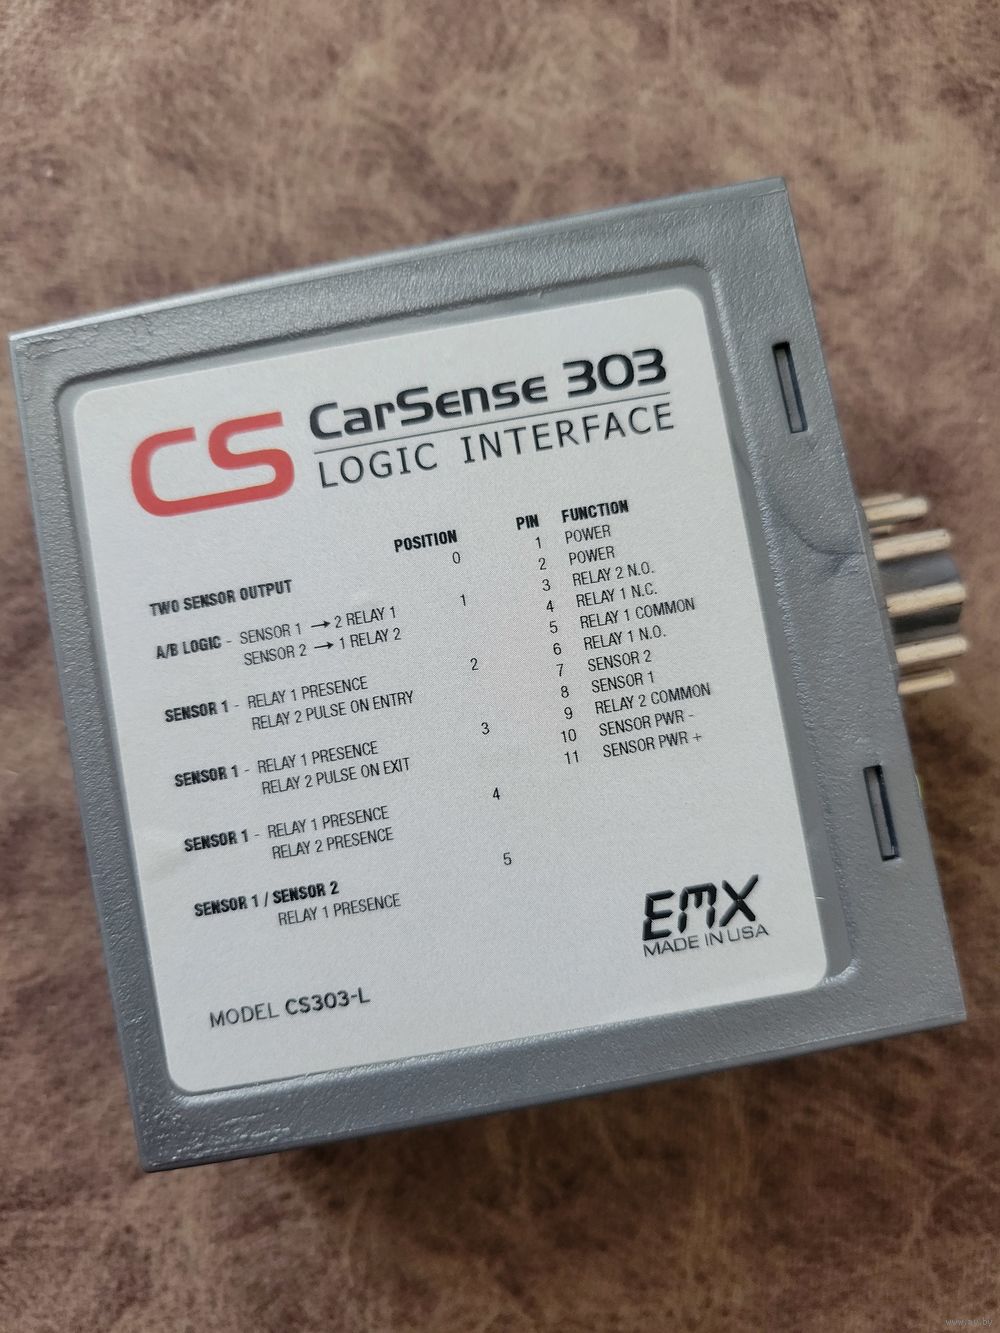 CS CarSense 303
LOGIC INTERFACE
POSITION
TWO SENSOR OUTPUT 0
A/B LOGIC - SENSOR 1 → 2 RELAY 1 1
SENSOR 2 → 1 RELAY 2
SENSOR 1 - RELAY 1 PRESENCE 2
RELAY 2 PULSE ON ENTRY
SENSOR 1 - RELAY 1 PRESENCE 3
RELAY 2 PULSE ON EXIT
SENSOR 1 - RELAY 1 PRESENCE 4
RELAY 2 PRESENCE
SENSOR 1 / SENSOR 2 5
RELAY 1 PRESENCE
PIN FUNCTION
1 POWER
2 POWER
3 RELAY 2 N.O.
4 RELAY 1 N.C.
5 RELAY 1 COMMON
6 RELAY 1 N.O.
7 SENSOR 2
8 SENSOR 1
9 RELAY 2 COMMON
10 SENSOR PWR -
11 SENSOR PWR +
MODEL CS303-L
EMX
MADE IN USA